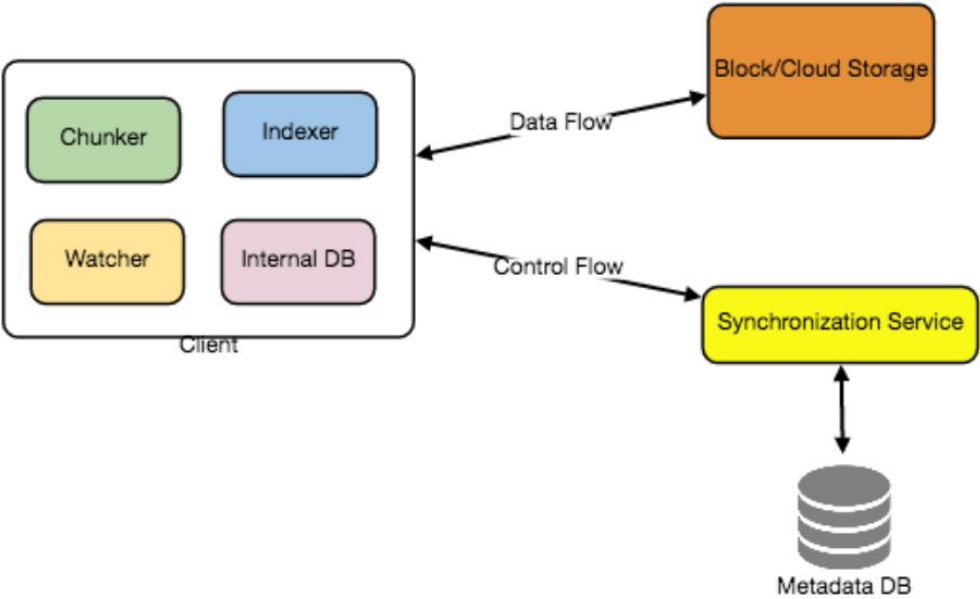 Block/Cloud Storage
Chunker
Indexer
Data Flow
Watcher
Internal DB
Control Flow
Client
Synchronization Service
Metadata DB